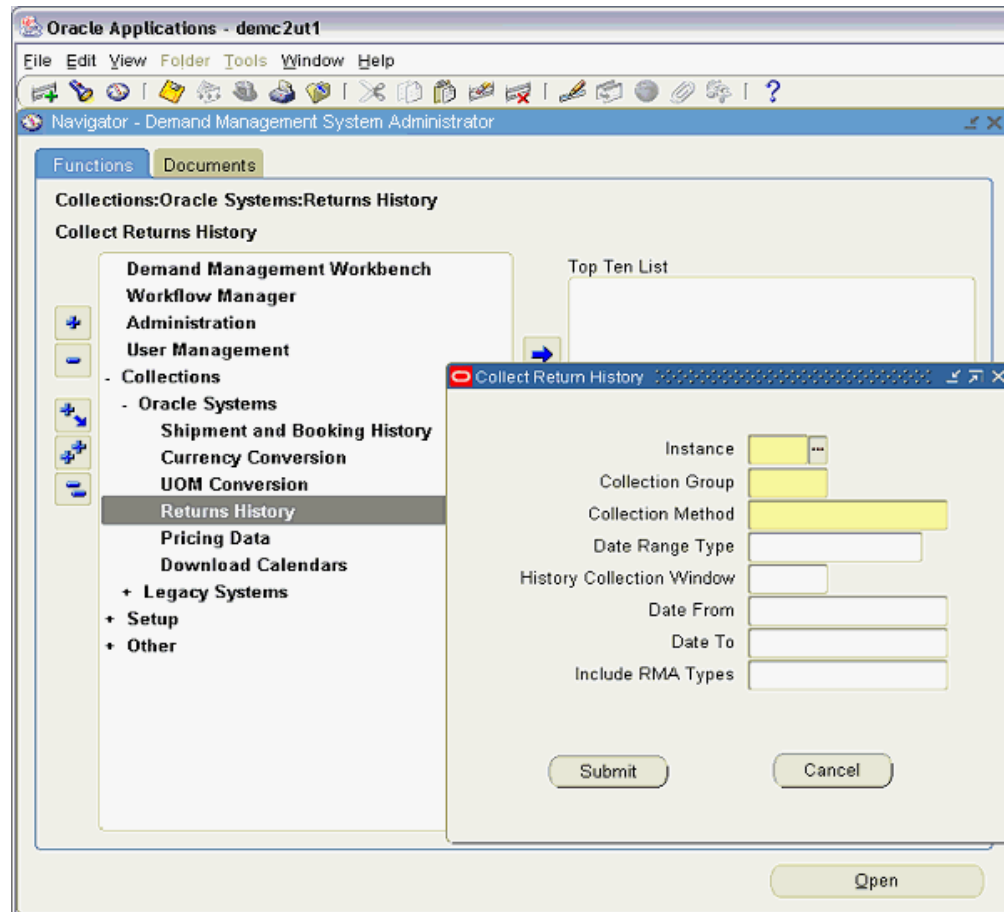 Oracle Applications - demc2ut1
File Edit View Folder Tools Window Help
Navigator - Demand Management System Administrator
Functions Documents
Collections:Oracle Systems:Returns History
Collect Returns History
Demand Management Workbench
Workflow Manager
Administration
User Management
- Collections
- Oracle Systems
Shipment and Booking History
Currency Conversion
UOM Conversion
Returns History
Pricing Data
Download Calendars
+ Legacy Systems
+ Setup
+ Other
Top Ten List
Collect Return History
Instance
Collection Group
Collection Method
Date Range Type
History Collection Window
Date From
Date To
Include RMA Types
Submit Cancel
Open